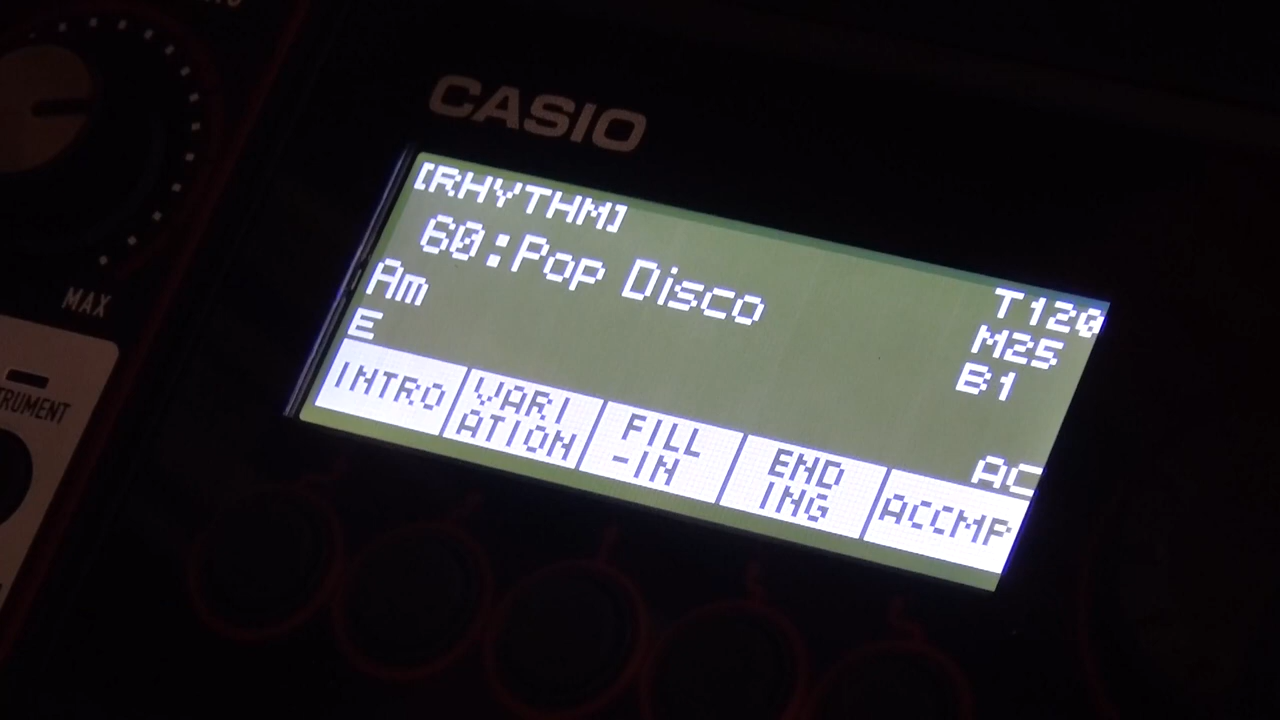 CASIO
[RHYTHM]
60:Pop Disco
T120
Am
M25
E
B1
AC
INTRO
VARI
ATION
FILL
-IN
END
ING
ACCMP
MAX